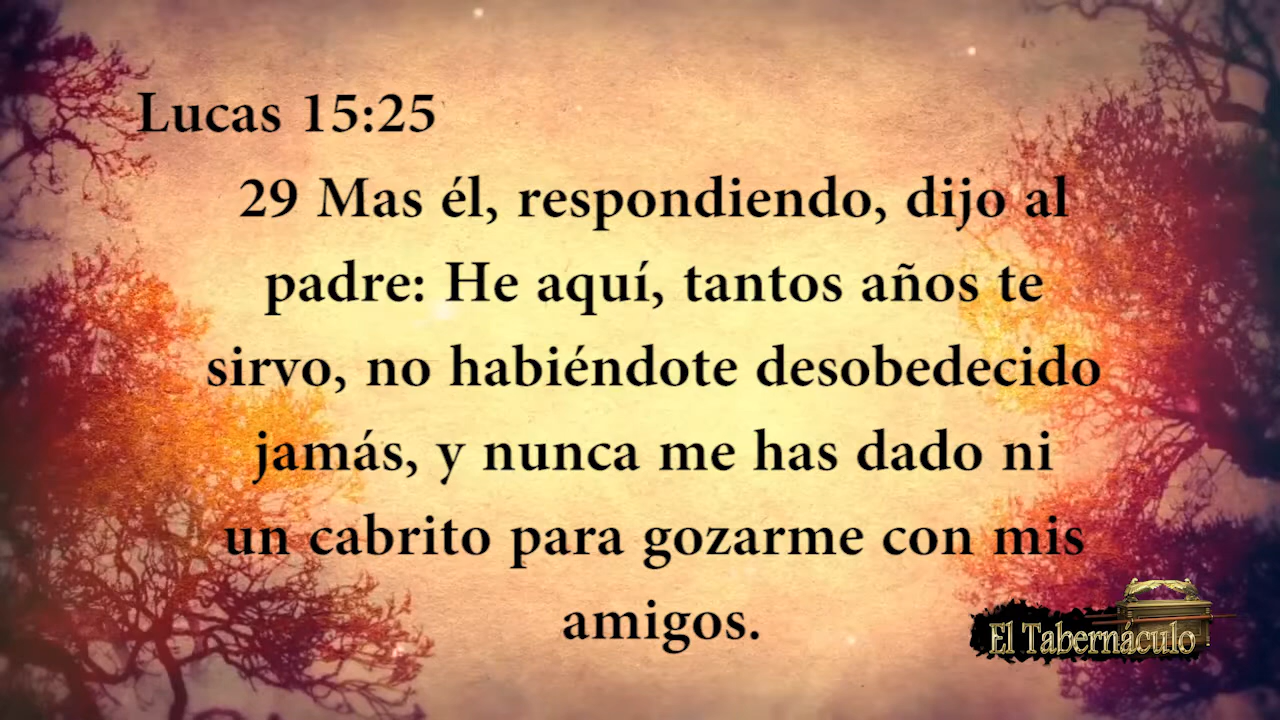 Lucas 15:25
29 Mas él, respondiendo, dijo al
padre: He aquí, tantos años te
sirvo, no habiéndote desobedecido
jamás, y nunca me has dado ni
un cabrito para gozarme con mis
amigos.
El Tabernáculo